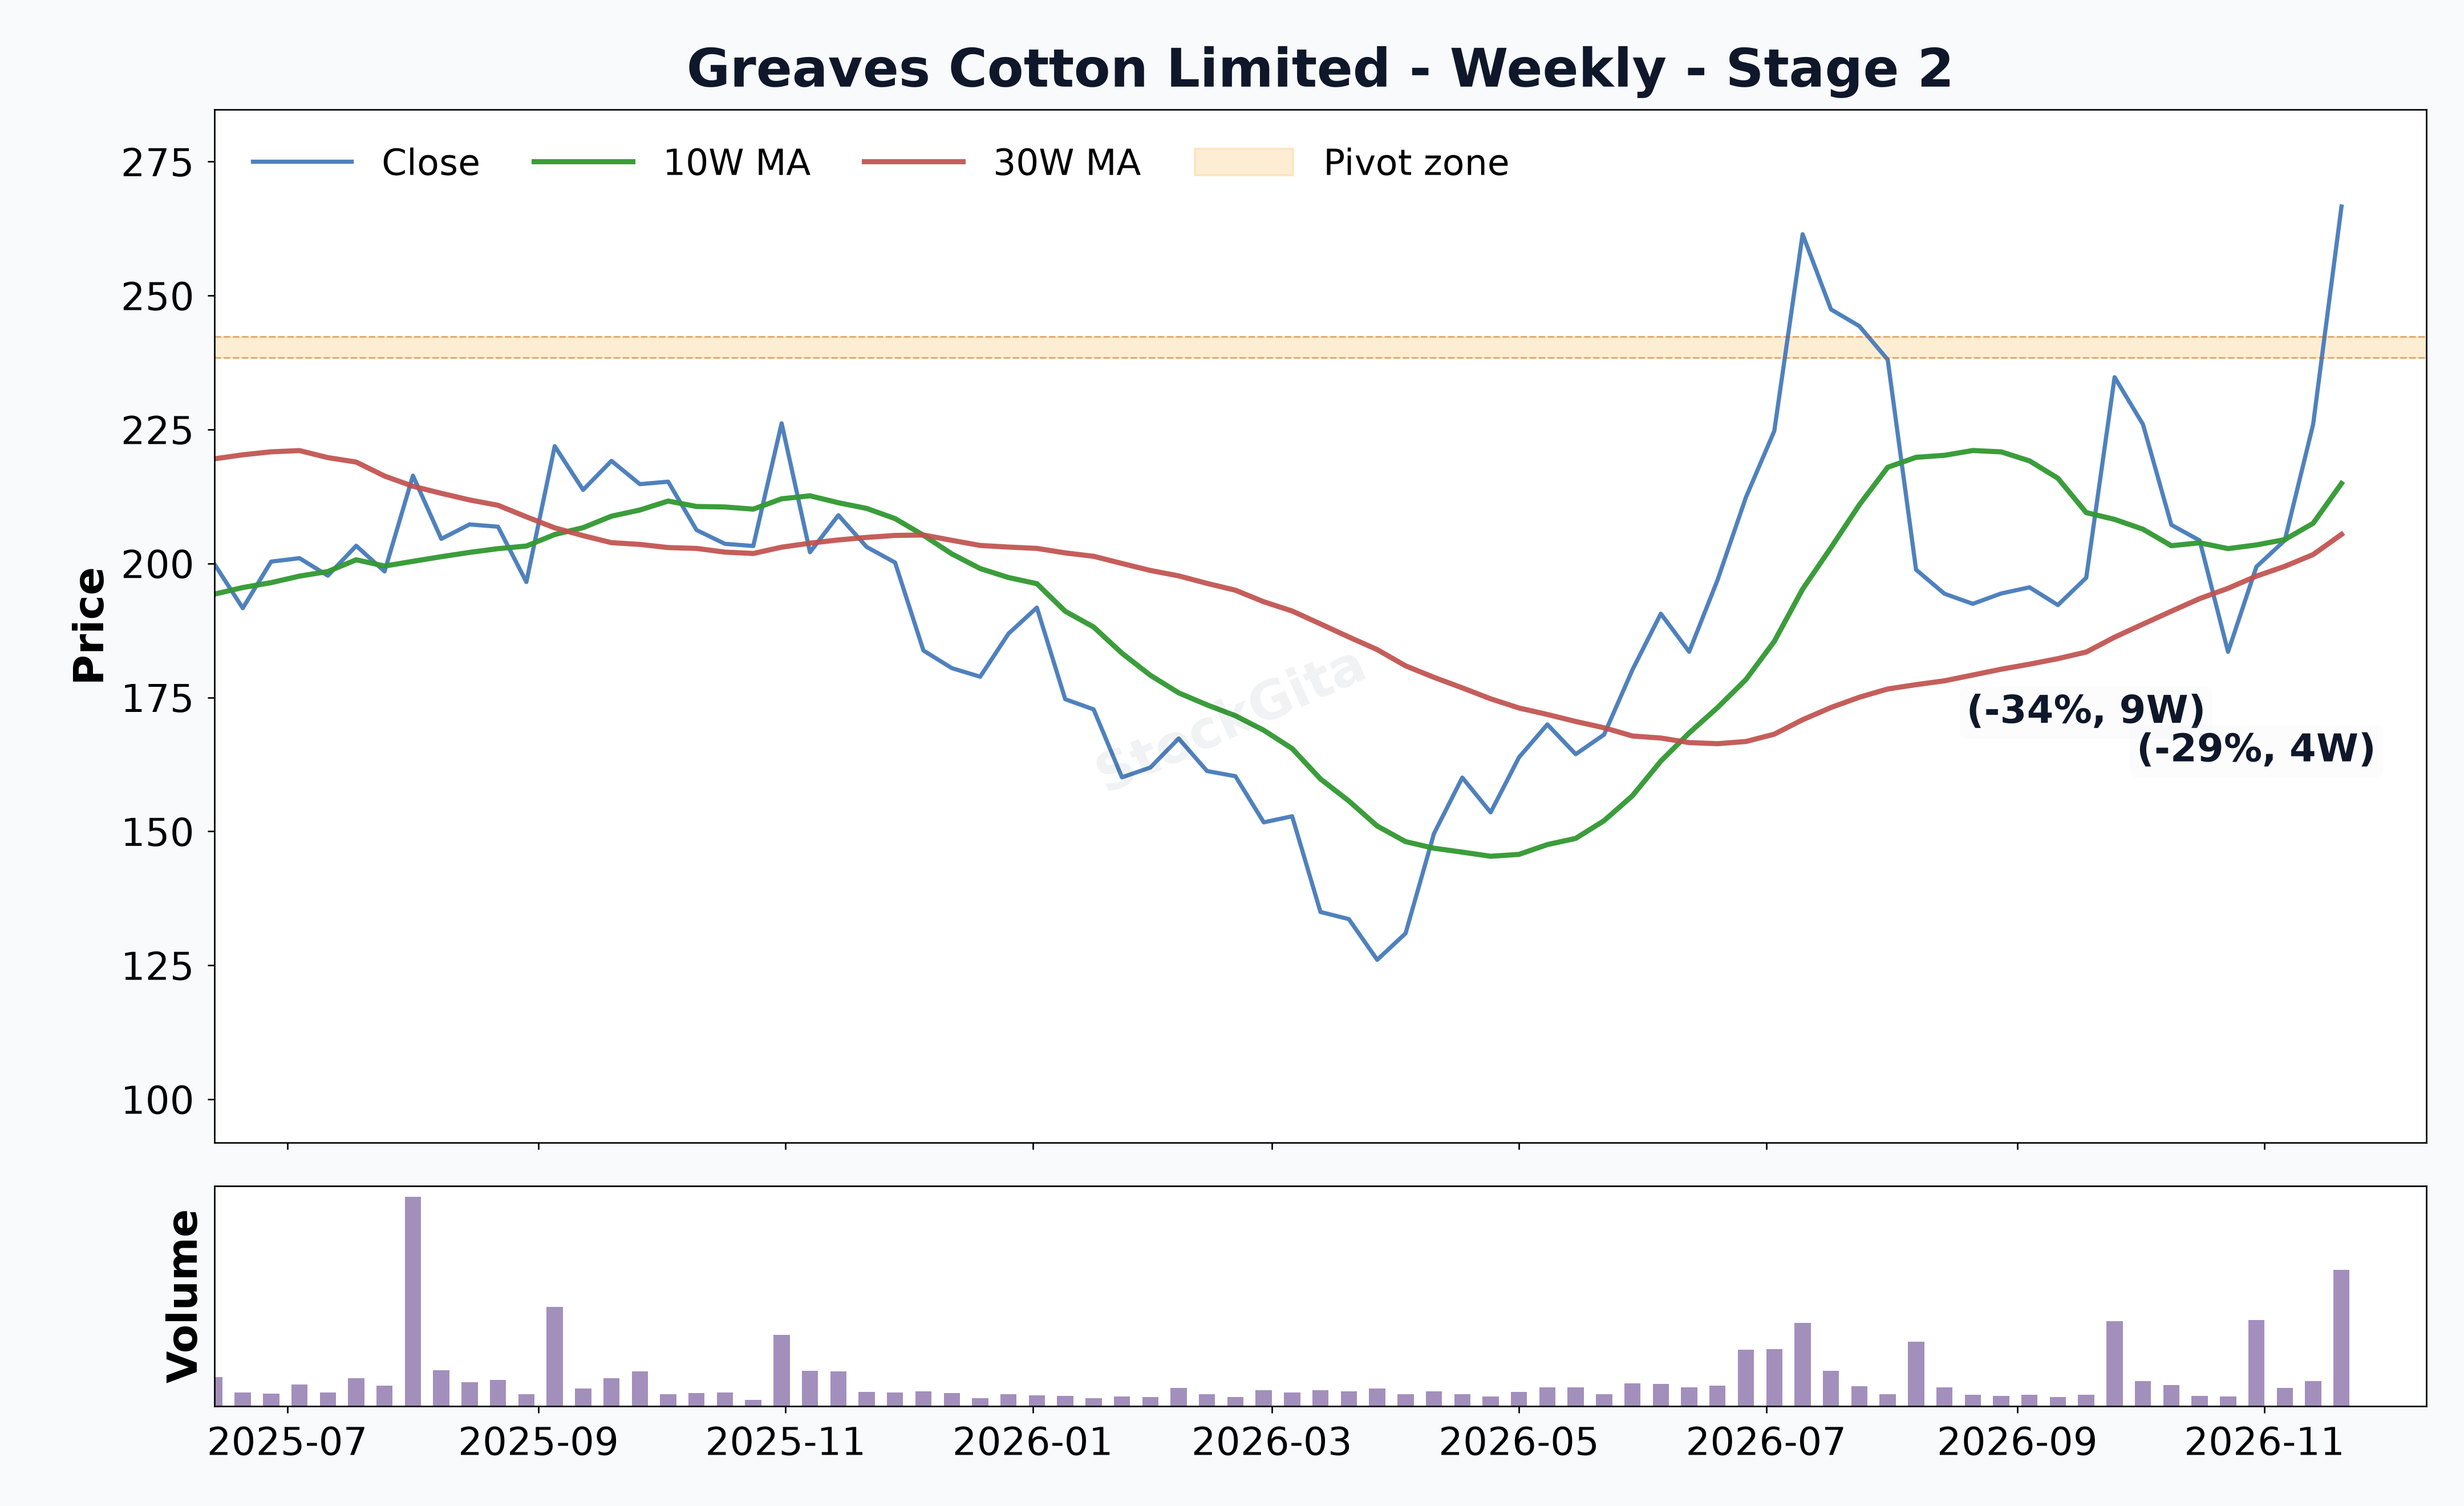 Greaves Cotton Limited - Weekly - Stage 2
Close
10W MA
30W MA
Pivot zone
275
250
225
200
175
150
125
100
Price
StockGita
(-34%, 9W)
(-29%, 4W)
Volume
2025-07
2025-09
2025-11
2026-01
2026-03
2026-05
2026-07
2026-09
2026-11